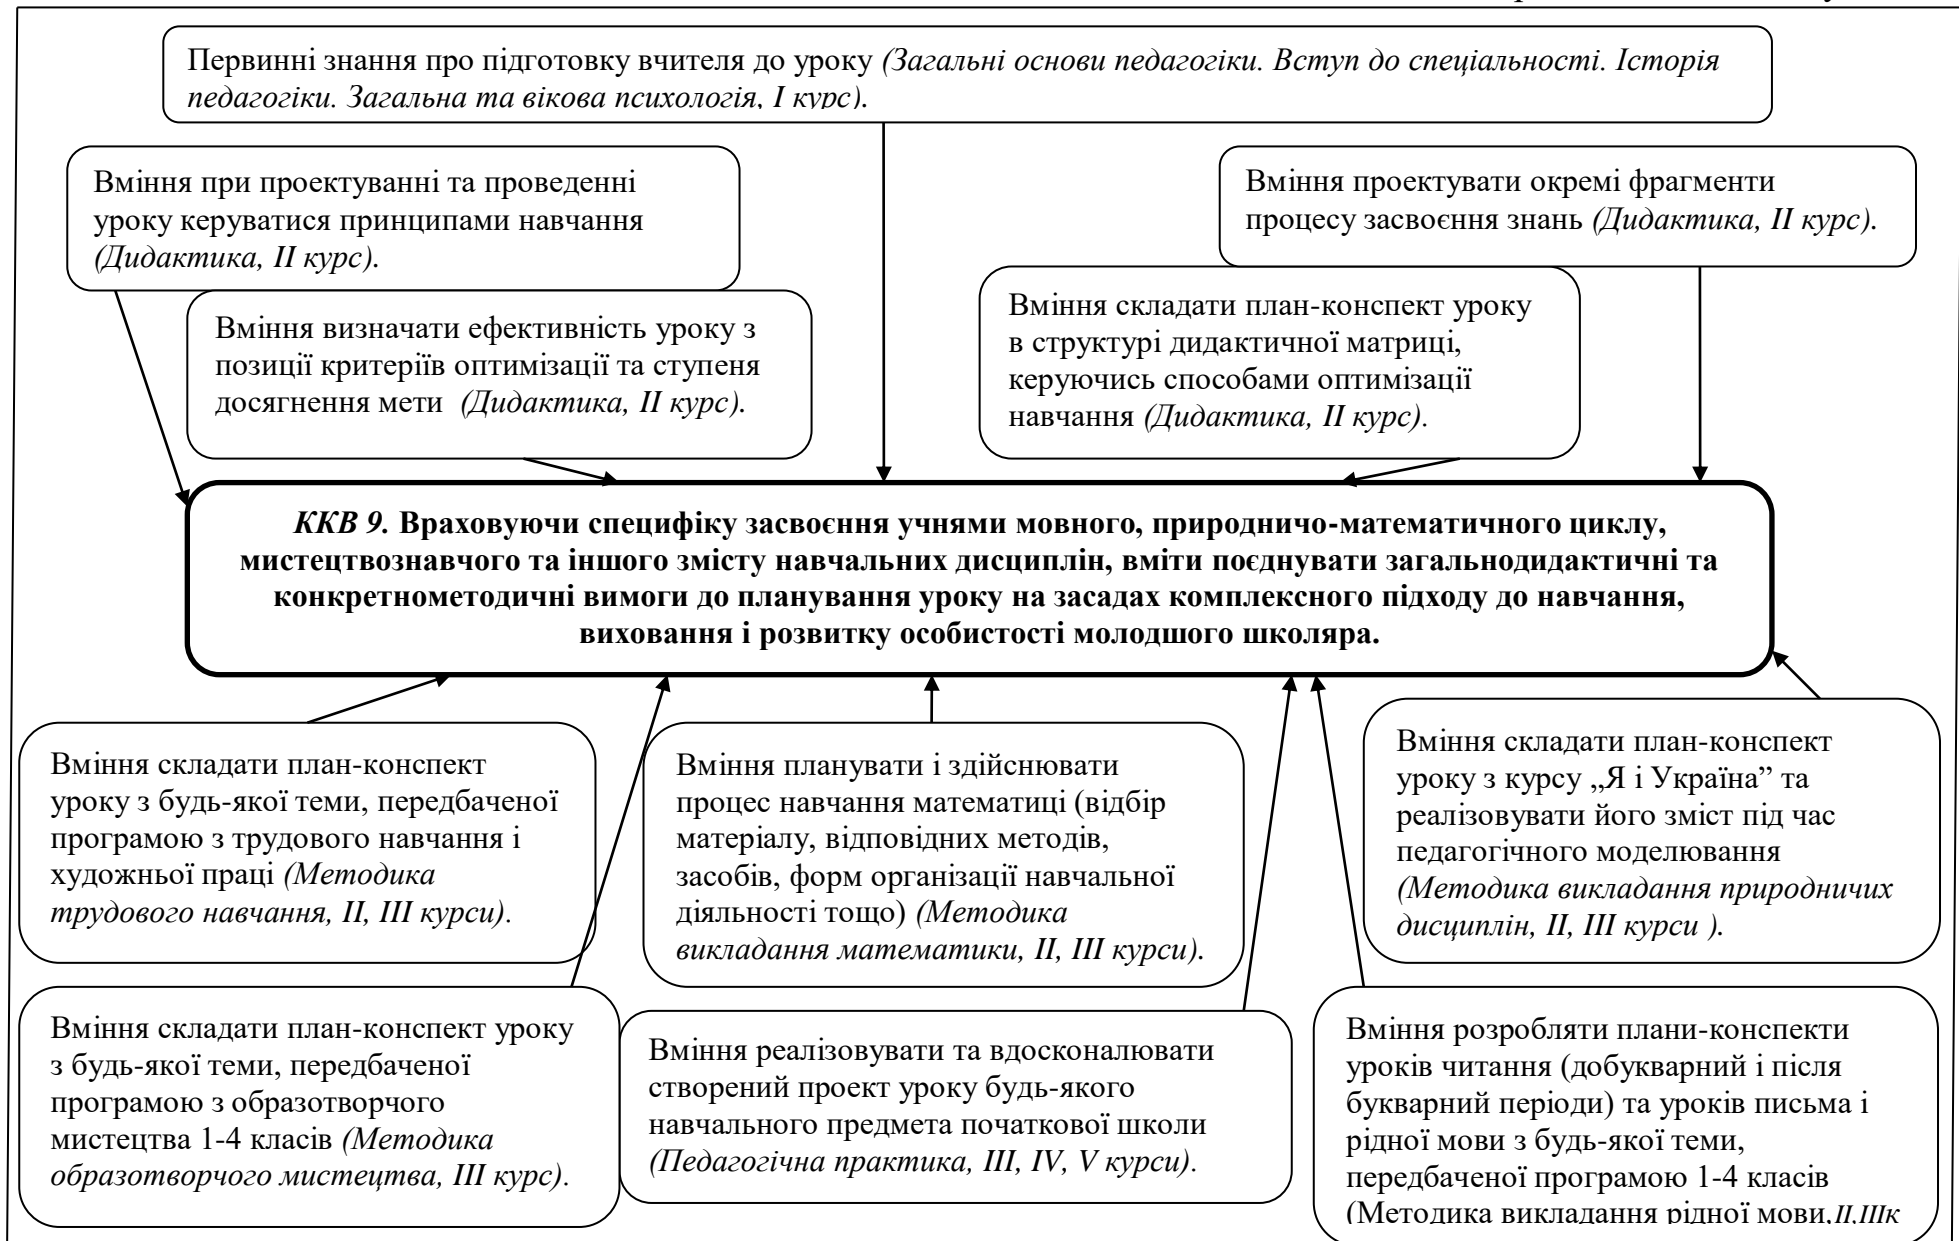 Первинні знання про підготовку вчителя до уроку (Загальні основи педагогіки. Вступ до спеціальності. Історія
педагогіки. Загальна та вікова психологія, І курс).
Вміння при проектуванні та проведенні
уроку керуватися принципами навчання
(Дидактика, ІІ курс).
Вміння проектувати окремі фрагменти
процесу засвоєння знань (Дидактика, ІІ курс).
Вміння визначати ефективність уроку з
позиції критеріїв оптимізації та ступеня
досягнення мети (Дидактика, ІІ курс).
Вміння складати план-конспект уроку
в структурі дидактичної матриці,
керуючись способами оптимізації
навчання (Дидактика, ІІ курс).
ККВ 9. Враховуючи специфіку засвоєння учнями мовного, природничо-математичного циклу,
мистецтвознавчого та іншого змісту навчальних дисциплін, вміти поєднувати загальнодидактичні та
конкретнометодичні вимоги до планування уроку на засадах комплексного підходу до навчання,
виховання і розвитку особистості молодшого школяра.
Вміння складати план-конспект
уроку з будь-якої теми, передбаченої
програмою з трудового навчання і
художньої праці (Методика
трудового навчання, ІІ, ІІІ курси).
Вміння планувати і здійснювати
процес навчання математиці (відбір
матеріалу, відповідних методів,
засобів, форм організації навчальної
діяльності тощо) (Методика
викладання математики, ІІ, ІІІ курси).
Вміння складати план-конспект
уроку з курсу „Я і Україна” та
реалізовувати його зміст під час
педагогічного моделювання
(Методика викладання природничих
дисциплін, ІІ, ІІІ курси ).
Вміння складати план-конспект уроку
з будь-якої теми, передбаченої
програмою з образотворчого
мистецтва 1-4 класів (Методика
образотворчого мистецтва, ІІІ курс).
Вміння реалізовувати та вдосконалювати
створений проект уроку будь-якого
навчального предмета початкової школи
(Педагогічна практика, ІІІ, ІV, V курси).
Вміння розробляти плани-конспекти
уроків читання (добукварний і після
букварний періоди) та уроків письма і
рідної мови з будь-якої теми,
передбаченої програмою 1-4 класів
(Методика викладання рідної мови,ІІ,ІІІк